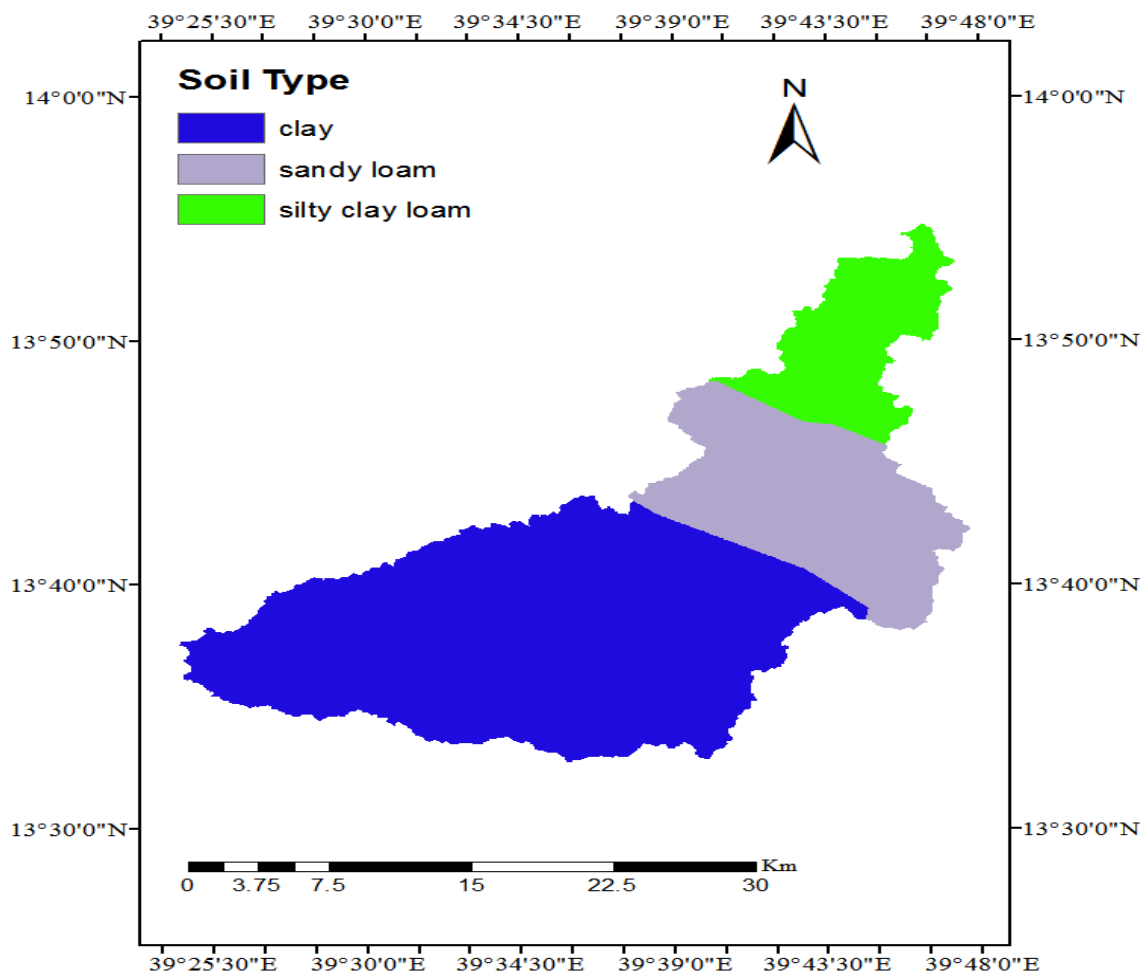 39°25'30"E 39°30'0"E 39°34'30"E 39°39'0"E 39°43'30"E 39°48'0"E
Soil Type
N
14°0'0"N 14°0'0"N
clay
sandy loam
silty clay loam
13°50'0"N 13°50'0"N
13°40'0"N 13°40'0"N
13°30'0"N 13°30'0"N
Km
0 3.75 7.5 15 22.5 30
39°25'30"E 39°30'0"E 39°34'30"E 39°39'0"E 39°43'30"E 39°48'0"E